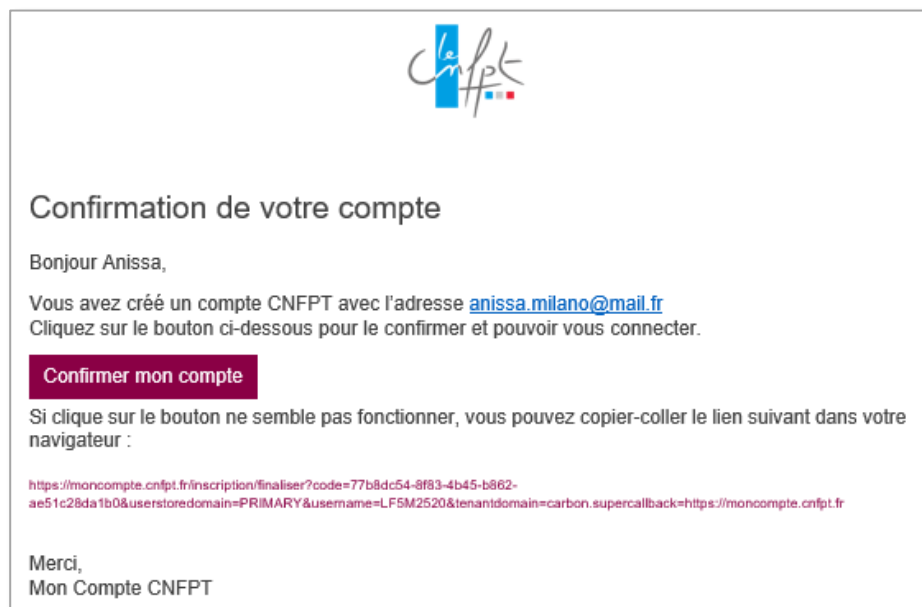 le cnfpt
Confirmation de votre compte
Bonjour Anissa,
Vous avez créé un compte CNFPT avec l'adresse anissa.milano@mail.fr
Cliquez sur le bouton ci-dessous pour le confirmer et pouvoir vous connecter.
Confirmer mon compte
Si clique sur le bouton ne semble pas fonctionner, vous pouvez copier-coller le lien suivant dans votre
navigateur :
https://moncompte.cnfpt.fr/inscription/finaliser?code=77b8dc54-8f83-4b45-b862-
ae51c28da1b0&userstoredomain=PRIMARY&username=LF5M2520&tenantdomain=carbon.supercallback=https://moncompte.cnfpt.fr
Merci,
Mon Compte CNFPT